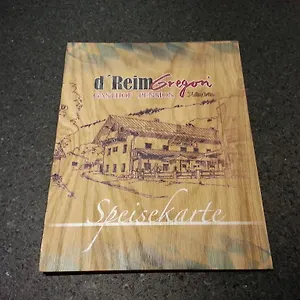 d´Reim Gregori
GASTHOF · PENSION
Speisekarte